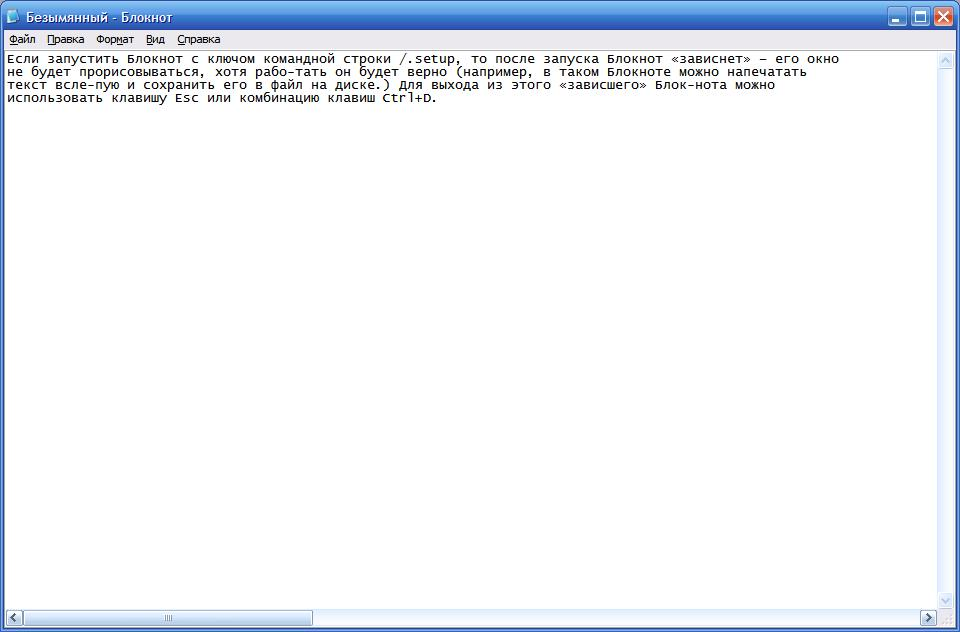 Безымянный - Блокнот
Файл Правка Формат Вид Справка
Если запустить Блокнот с ключом командной строки /.setup, то после запуска Блокнот «зависнет» – его окно
не будет прорисовываться, хотя рабо-тать он будет верно (например, в таком Блокноте можно напечатать
текст всле-пую и сохранить его в файл на диске.) Для выхода из этого «зависшего» Блок-нота можно
использовать клавишу Esc или комбинацию клавиш Ctrl+D.